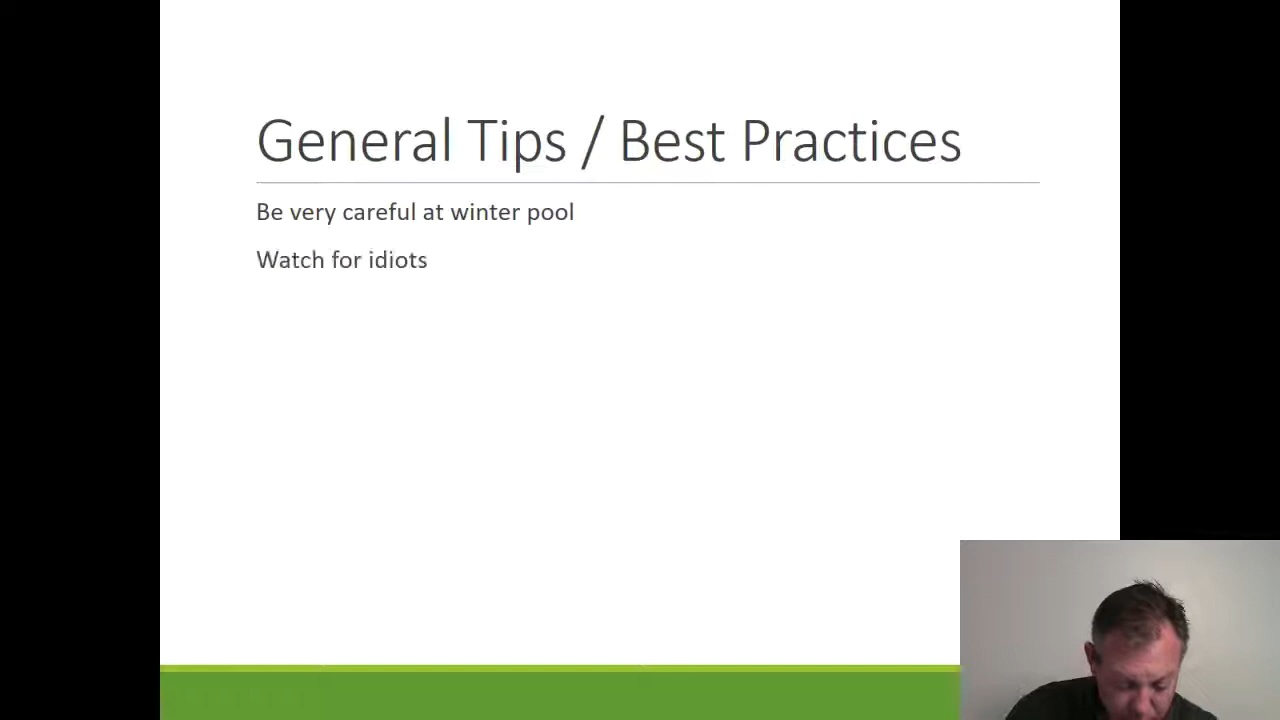 General Tips / Best Practices
Be very careful at winter pool
Watch for idiots